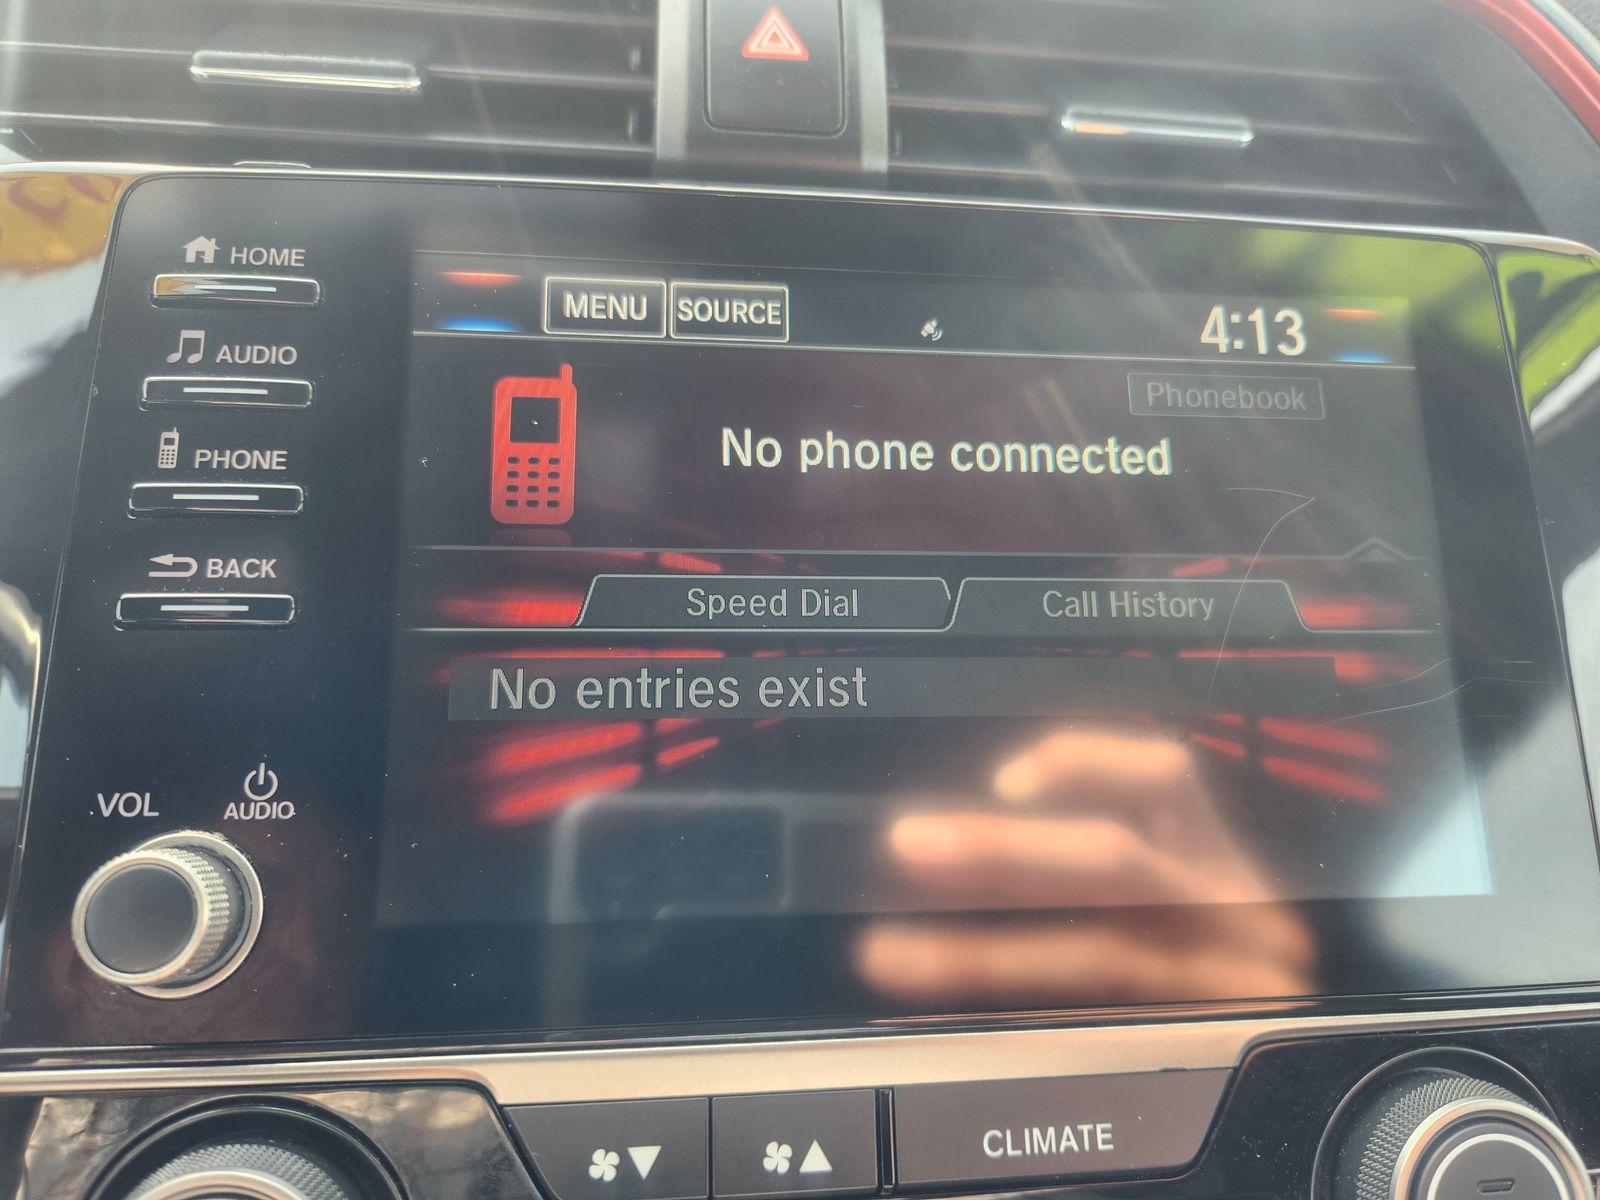 HOME
MENU
SOURCE
4:13
AUDIO
Phonebook
No phone connected
PHONE
BACK
Speed Dial
Call History
No entries exist
VOL
AUDIO
CLIMATE